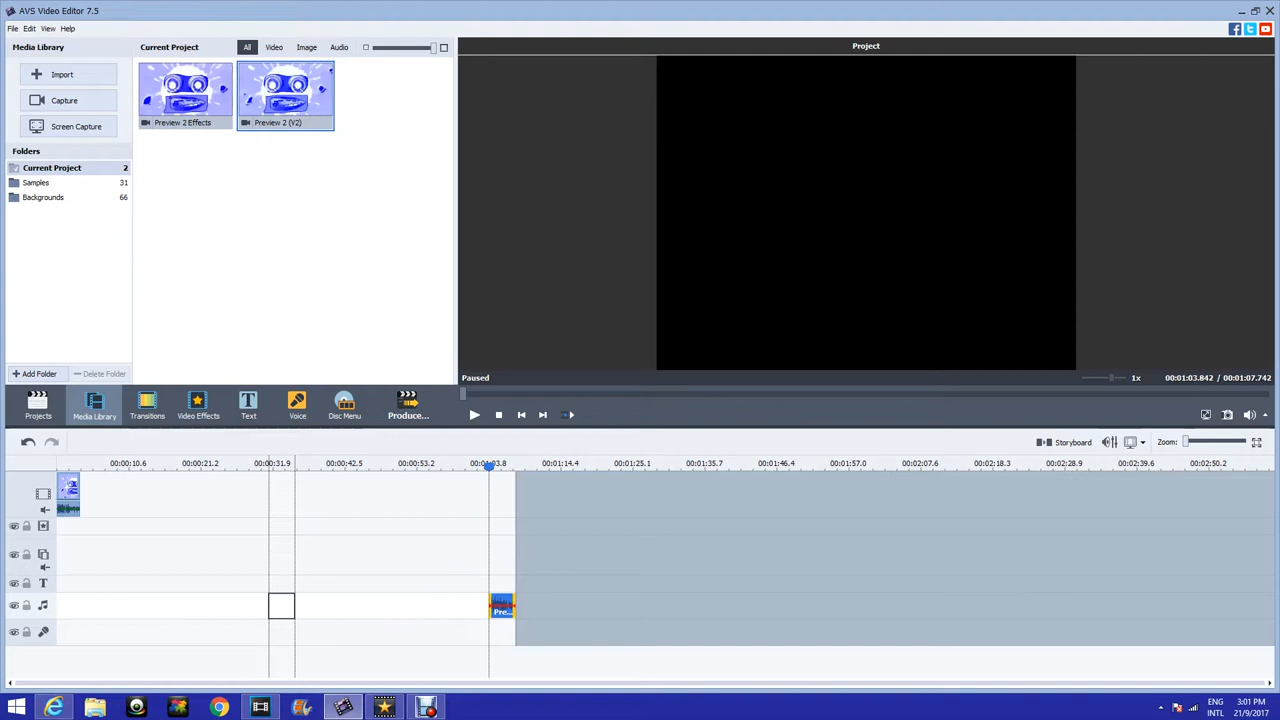 AVS Video Editor 7.5
File Edit View Help
Media Library
Current Project
All Video Image Audio
Project
Import
Capture
Screen Capture
Preview 2 Effects
Preview 2 (V2)
Folders
Current Project 2
Samples 31
Backgrounds 66
Add Folder
Delete Folder
Paused
1x
00:01:03.842 / 00:01:07.742
Projects
Media Library
Transitions
Video Effects
Text
Voice
Disc Menu
Produce...
Storyboard
Zoom:
00:00:10.6 00:00:21.2 00:00:31.9 00:00:42.5 00:00:53.2 00:01:03.8 00:01:14.4 00:01:25.1 00:01:35.7 00:01:46.4 00:01:57.0 00:02:07.6 00:02:18.3 00:02:28.9 00:02:39.6 00:02:50.2
T
Pre...
ENG
INTL
3:01 PM
21/9/2017